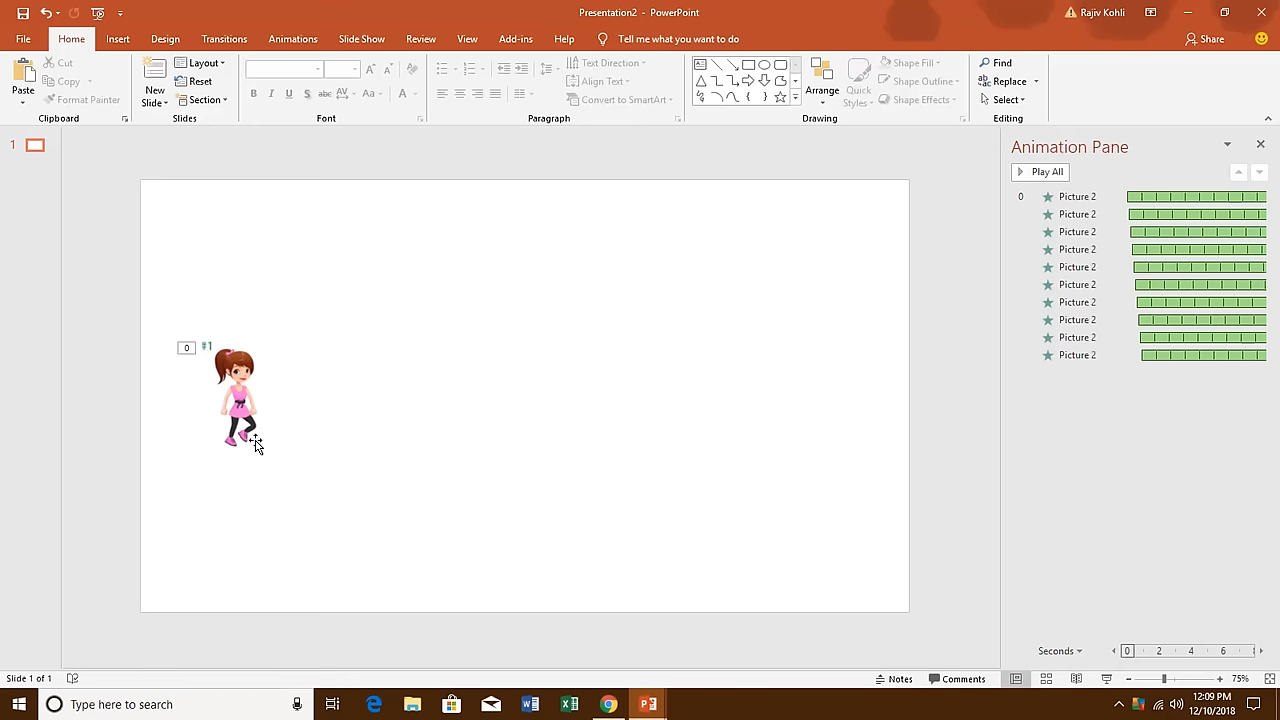 Presentation2 - PowerPoint
Rajiv Kohli
File Home Insert Design Transitions Animations Slide Show Review View Add-ins Help Tell me what you want to do Share
Paste
Cut
Copy
Format Painter
Clipboard
New Slide
Layout
Reset
Section
Slides
B I U S abc AV Aa A
Font
Text Direction
Align Text
Convert to SmartArt
Paragraph
Arrange
Quick Styles
Shape Fill
Shape Outline
Shape Effects
Drawing
Find
Replace
Select
Editing
1
0
Animation Pane
Play All
0 Picture 2
Picture 2
Picture 2
Picture 2
Picture 2
Picture 2
Picture 2
Picture 2
Picture 2
Picture 2
Seconds 0 2 4 6
Slide 1 of 1
Notes Comments 75%
Type here to search
12:09 PM
12/10/2018